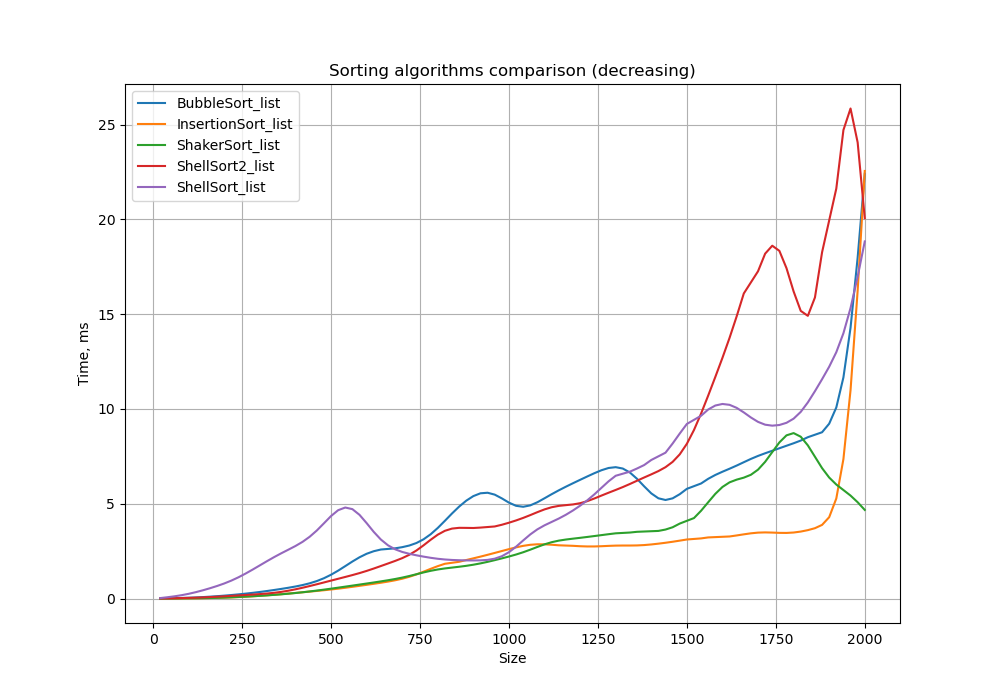 Sorting algorithms comparison (decreasing)
BubbleSort_list
InsertionSort_list
ShakerSort_list
ShellSort2_list
ShellSort_list
Time, ms
25
20
15
10
5
0
0 250 500 750 1000 1250 1500 1750 2000
Size